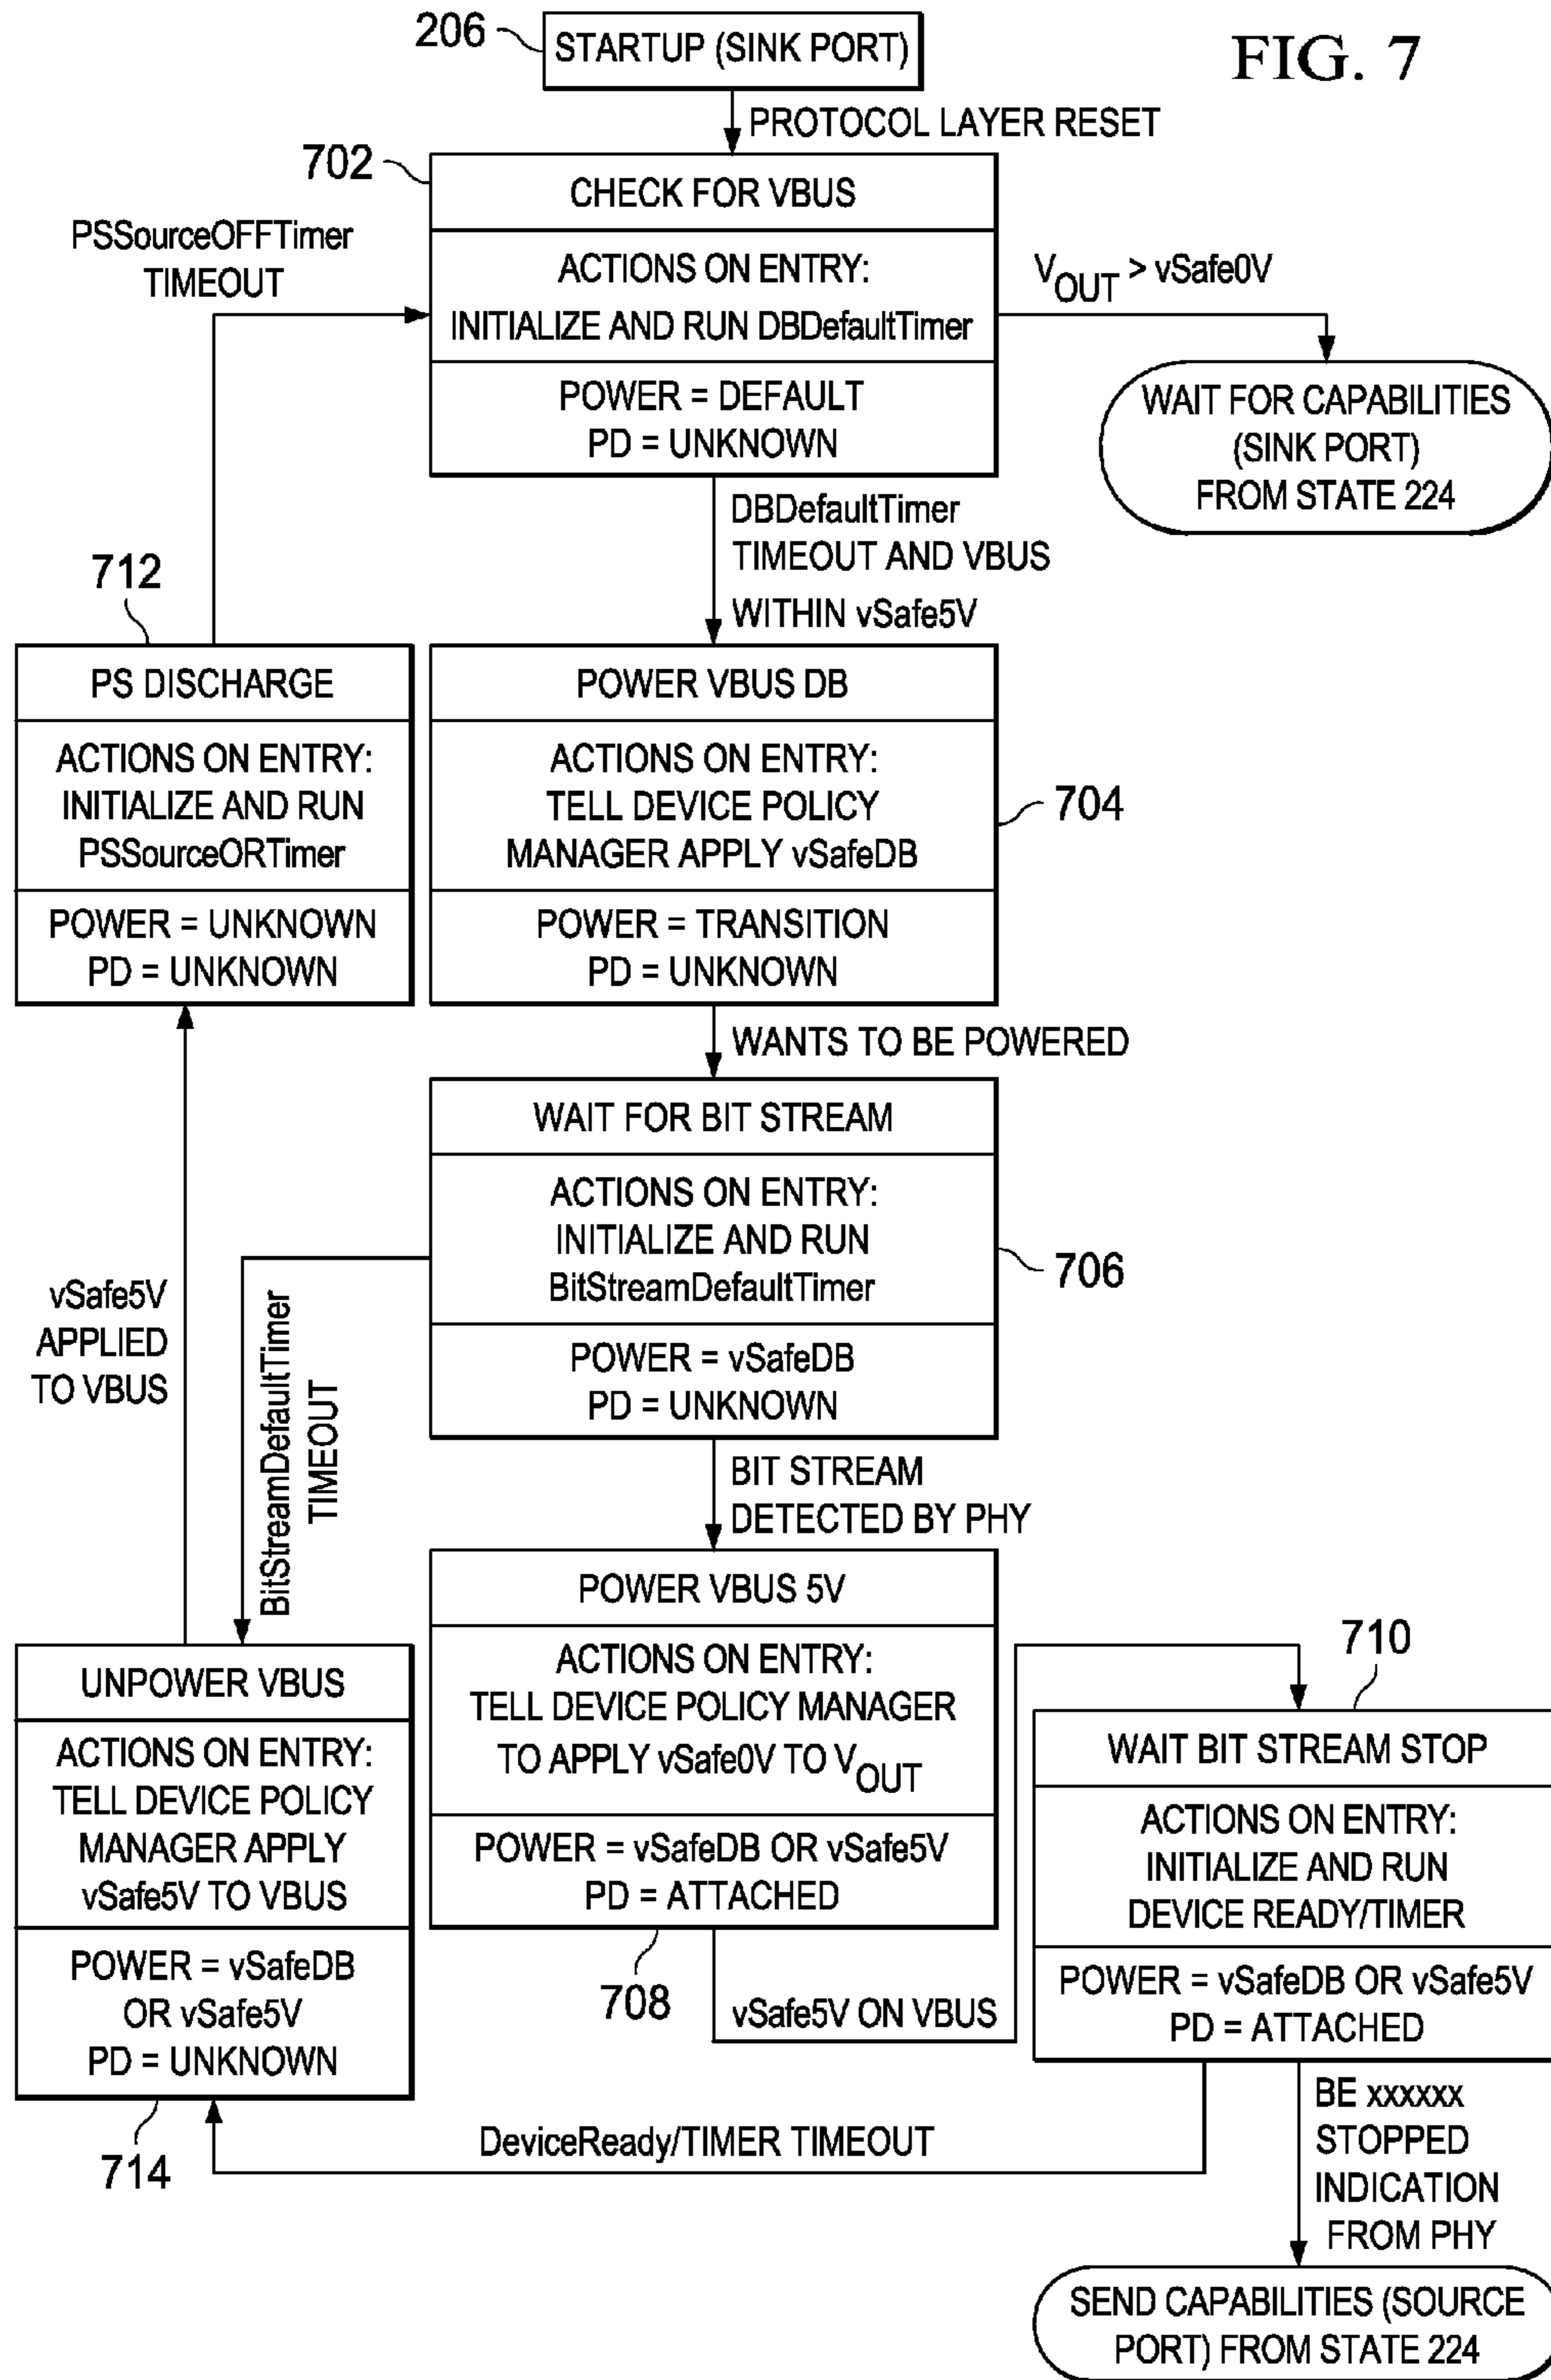 FIG. 7
206
STARTUP (SINK PORT)
PROTOCOL LAYER RESET
702
CHECK FOR VBUS
ACTIONS ON ENTRY:
INITIALIZE AND RUN DBDefaultTimer
POWER = DEFAULT
PD = UNKNOWN
PSSourceOFFTimer
TIMEOUT
VOUT > vSafe0V
WAIT FOR CAPABILITIES
(SINK PORT)
FROM STATE 224
DBDefaultTimer
TIMEOUT AND VBUS
WITHIN vSafe5V
712
PS DISCHARGE
ACTIONS ON ENTRY:
INITIALIZE AND RUN
PSSourceORTimer
POWER = UNKNOWN
PD = UNKNOWN
POWER VBUS DB
ACTIONS ON ENTRY:
TELL DEVICE POLICY
MANAGER APPLY vSafeDB
POWER = TRANSITION
PD = UNKNOWN
704
WANTS TO BE POWERED
WAIT FOR BIT STREAM
ACTIONS ON ENTRY:
INITIALIZE AND RUN
BitStreamDefaultTimer
POWER = vSafeDB
PD = UNKNOWN
706
vSafe5V
APPLIED
TO VBUS
BitStreamDefaultTimer
TIMEOUT
BIT STREAM
DETECTED BY PHY
POWER VBUS 5V
ACTIONS ON ENTRY:
TELL DEVICE POLICY MANAGER
TO APPLY vSafe0V TO VOUT
POWER = vSafeDB OR vSafe5V
PD = ATTACHED
708
vSafe5V ON VBUS
UNPOWER VBUS
ACTIONS ON ENTRY:
TELL DEVICE POLICY
MANAGER APPLY
vSafe5V TO VBUS
POWER = vSafeDB
OR vSafe5V
PD = UNKNOWN
714
710
WAIT BIT STREAM STOP
ACTIONS ON ENTRY:
INITIALIZE AND RUN
DEVICE READY/TIMER
POWER = vSafeDB OR vSafe5V
PD = ATTACHED
DeviceReady/TIMER TIMEOUT
BE xxxxxx
STOPPED
INDICATION
FROM PHY
SEND CAPABILITIES (SOURCE
PORT) FROM STATE 224